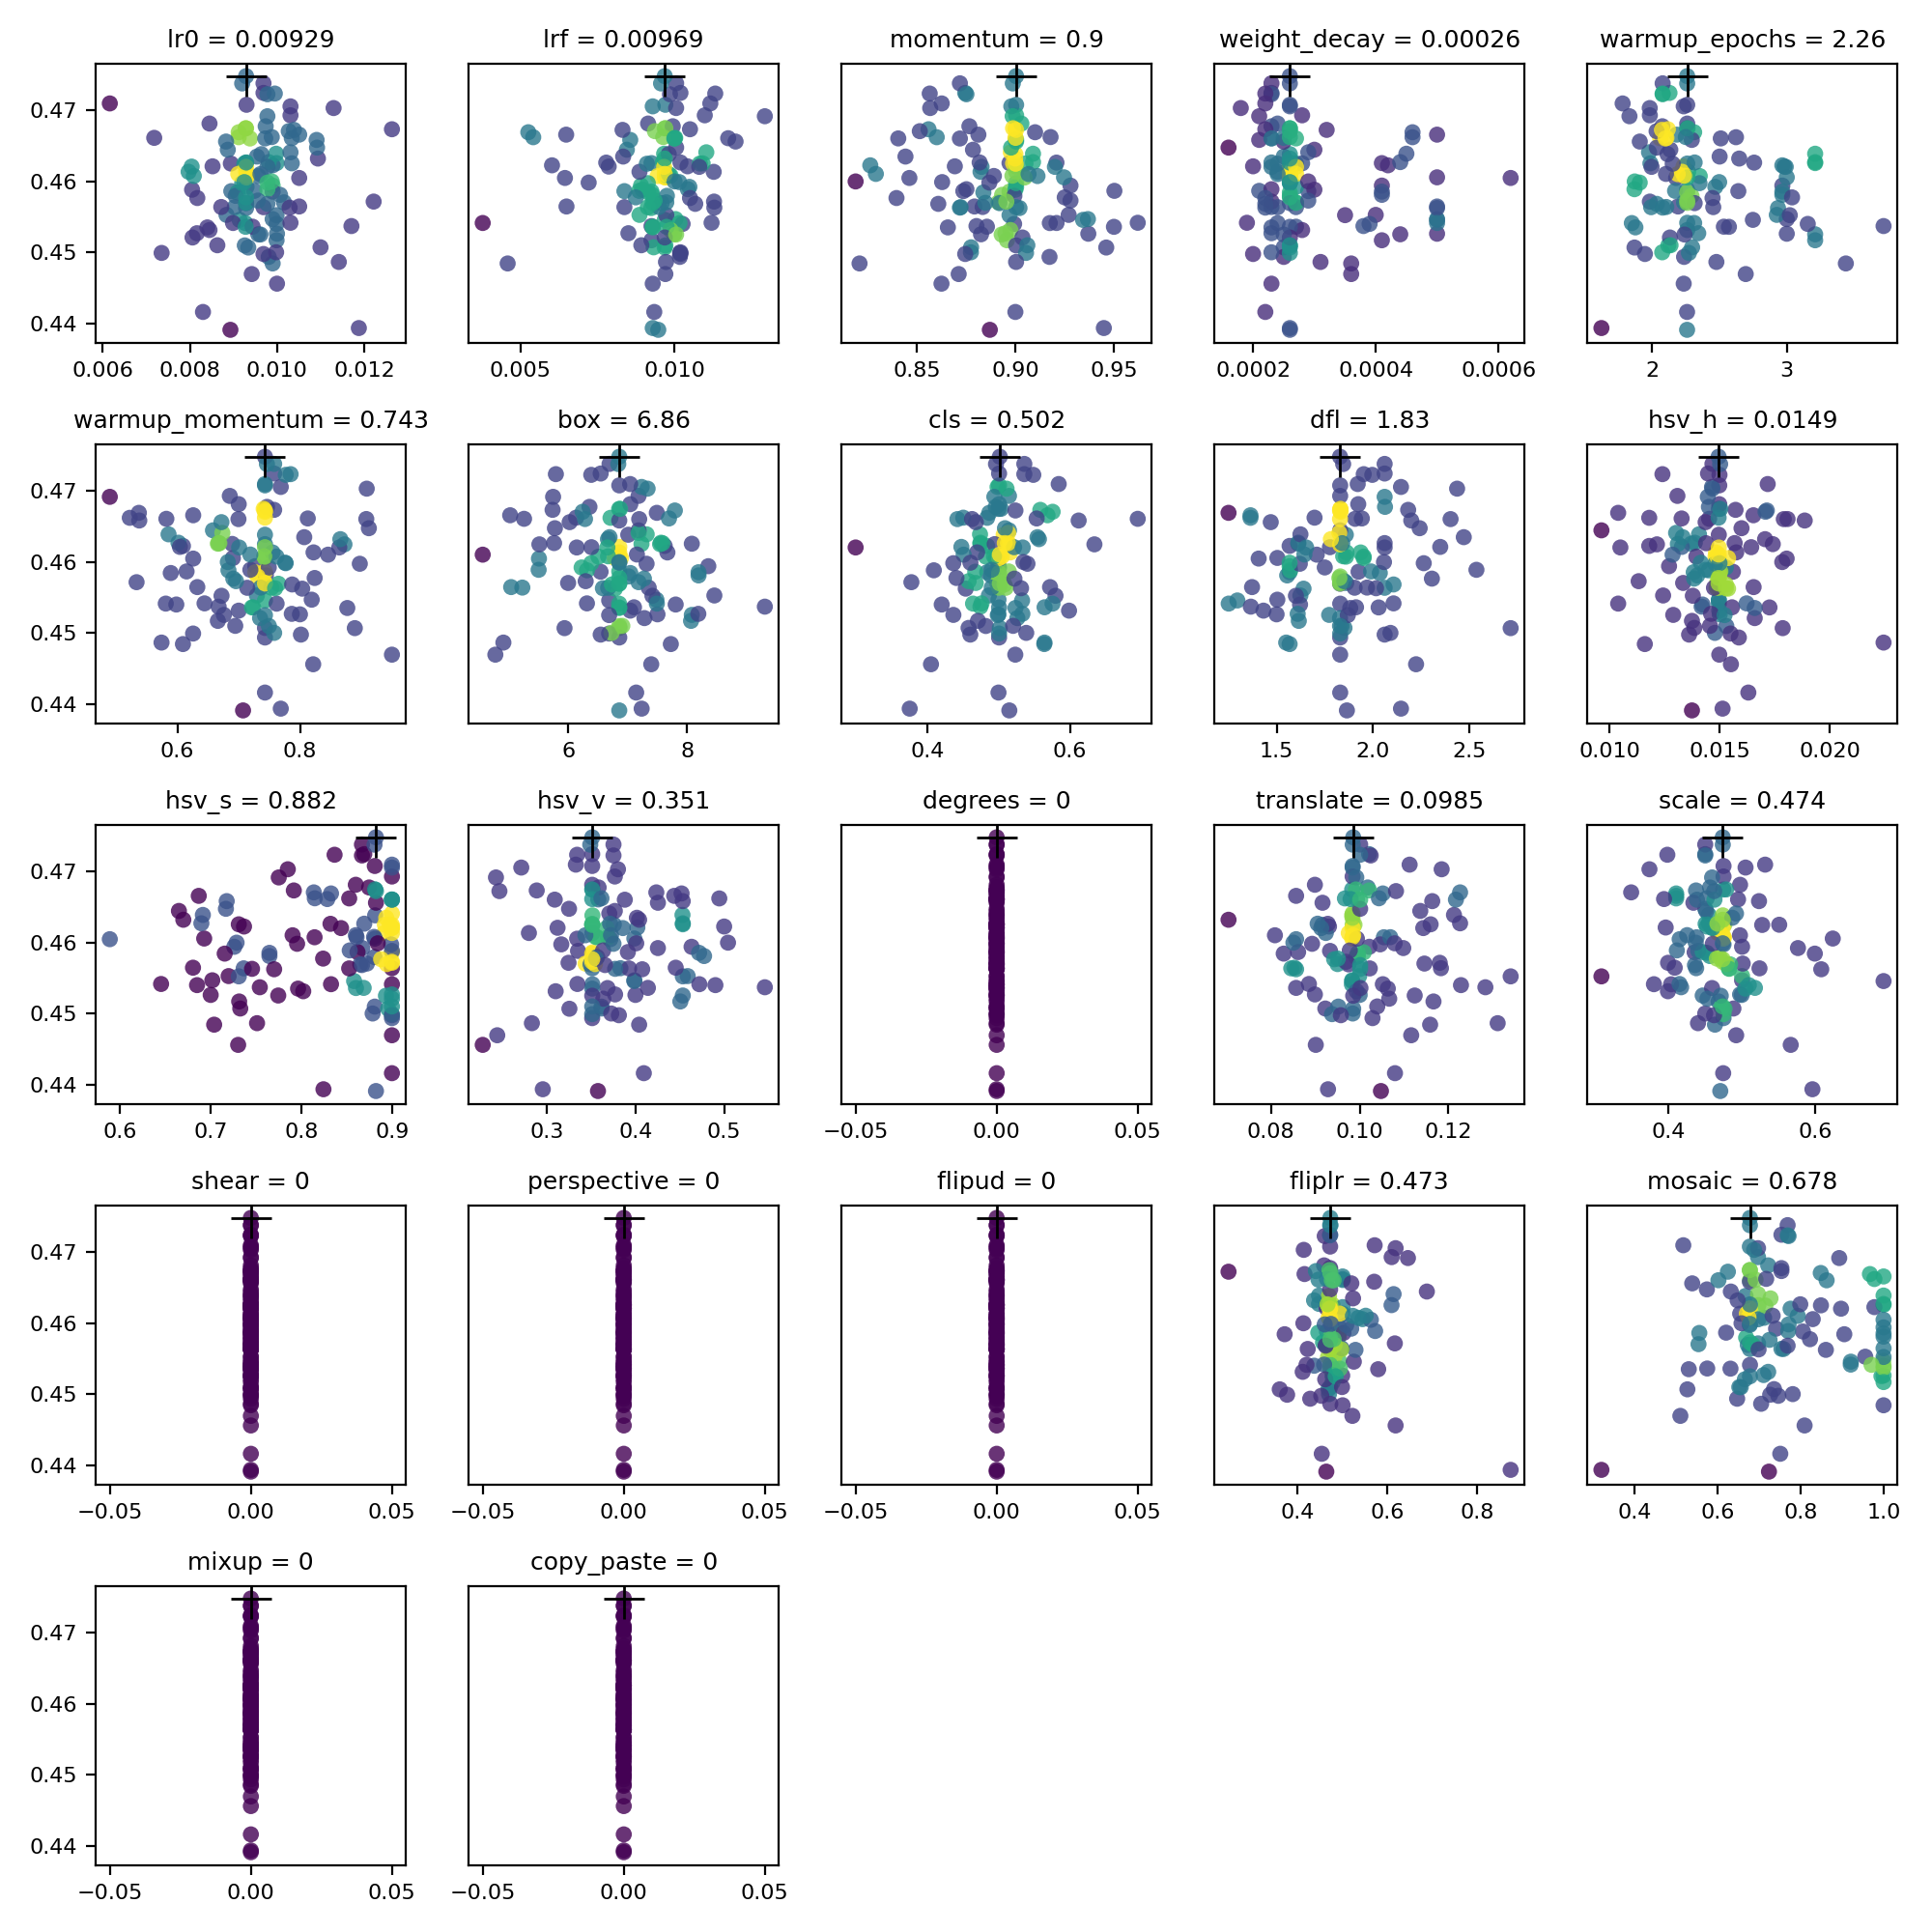 lr0 = 0.00929 lrf = 0.00969 momentum = 0.9 weight_decay = 0.00026 warmup_epochs = 2.26
0.47
0.46
0.45
0.44
0.006 0.008 0.010 0.012 0.005 0.010 0.85 0.90 0.95 0.0002 0.0004 0.0006 2 3
warmup_momentum = 0.743 box = 6.86 cls = 0.502 dfl = 1.83 hsv_h = 0.0149
0.47
0.46
0.45
0.44
0.6 0.8 6 8 0.4 0.6 1.5 2.0 2.5 0.010 0.015 0.020
hsv_s = 0.882 hsv_v = 0.351 degrees = 0 translate = 0.0985 scale = 0.474
0.47
0.46
0.45
0.44
0.6 0.7 0.8 0.9 0.3 0.4 0.5 −0.05 0.00 0.05 0.08 0.10 0.12 0.4 0.6
shear = 0 perspective = 0 flipud = 0 fliplr = 0.473 mosaic = 0.678
0.47
0.46
0.45
0.44
−0.05 0.00 0.05 −0.05 0.00 0.05 −0.05 0.00 0.05 0.4 0.6 0.8 0.4 0.6 0.8 1.0
mixup = 0 copy_paste = 0
0.47
0.46
0.45
0.44
−0.05 0.00 0.05 −0.05 0.00 0.05